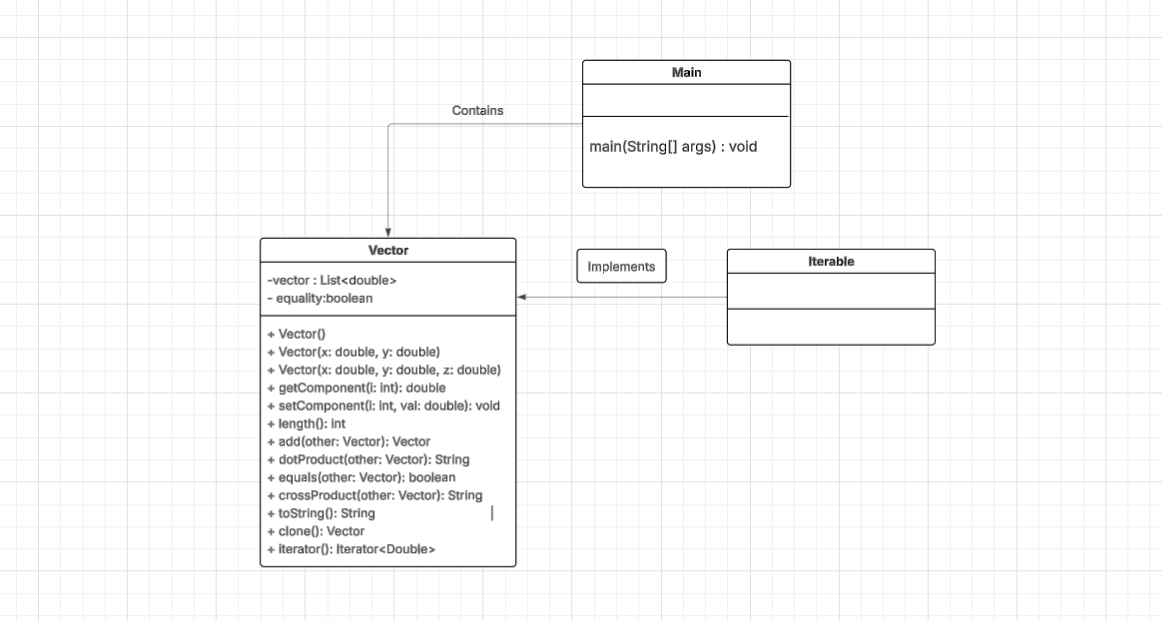 Main
main(String[] args) : void
Contains
Vector
-vector : List<double>
- equality:boolean
+ Vector()
+ Vector(x: double, y: double)
+ Vector(x: double, y: double, z: double)
+ getComponent(i: int): double
+ setComponent(i: int, val: double): void
+ length(): int
+ add(other: Vector): Vector
+ dotProduct(other: Vector): String
+ equals(other: Vector): boolean
+ crossProduct(other: Vector): String
+ toString(): String
+ clone(): Vector
+ iterator(): Iterator<Double>
Implements
Iterable